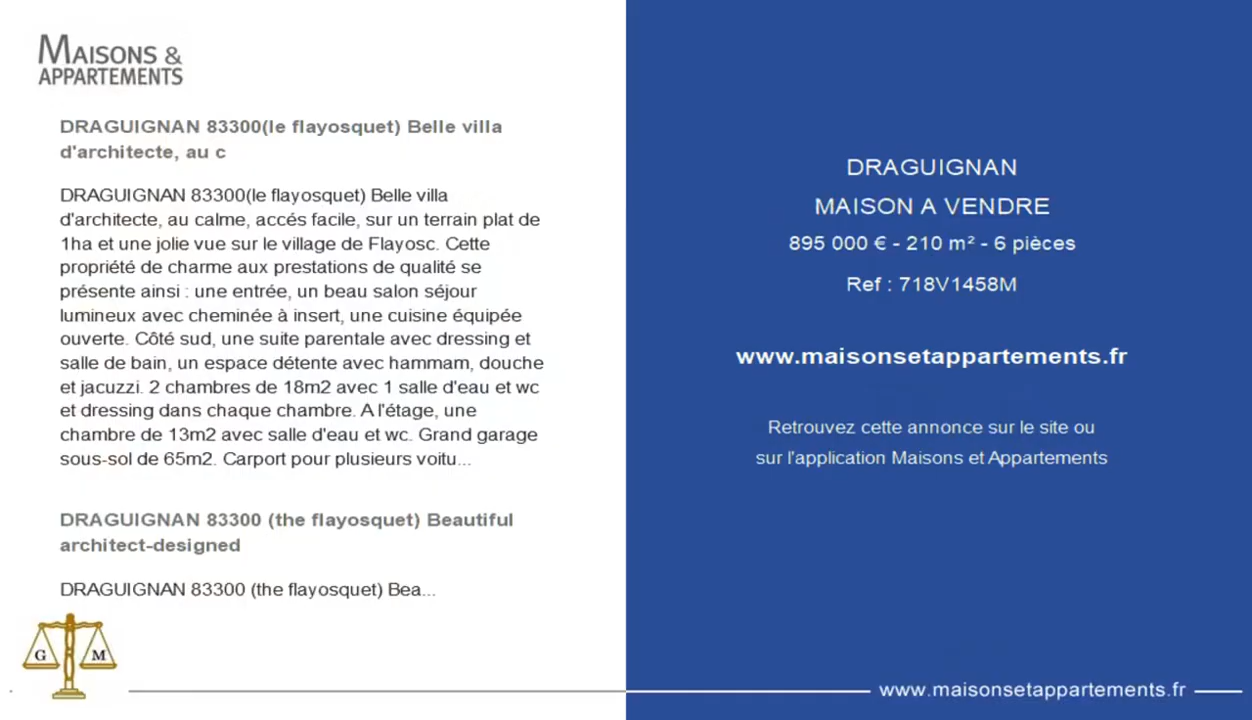 MAISONS &
APPARTEMENTS
DRAGUIGNAN 83300(le flayosquet) Belle villa
d'architecte, au c
DRAGUIGNAN 83300(le flayosquet) Belle villa
d'architecte, au calme, accés facile, sur un terrain plat de
1ha et une jolie vue sur le village de Flayosc. Cette
propriété de charme aux prestations de qualité se
présente ainsi : une entrée, un beau salon séjour
lumineux avec cheminée à insert, une cuisine équipée
ouverte. Côté sud, une suite parentale avec dressing et
salle de bain, un espace détente avec hammam, douche
et jacuzzi. 2 chambres de 18m2 avec 1 salle d'eau et wc
et dressing dans chaque chambre. A l'étage, une
chambre de 13m2 avec salle d'eau et wc. Grand garage
sous-sol de 65m2. Carport pour plusieurs voitu...
DRAGUIGNAN 83300 (the flayosquet) Beautiful
architect-designed
DRAGUIGNAN 83300 (the flayosquet) Bea...
G M
DRAGUIGNAN
MAISON A VENDRE
895 000 € - 210 m² - 6 pièces
Ref : 718V1458M
www.maisonsetappartements.fr
Retrouvez cette annonce sur le site ou
sur l'application Maisons et Appartements
www.maisonsetappartements.fr